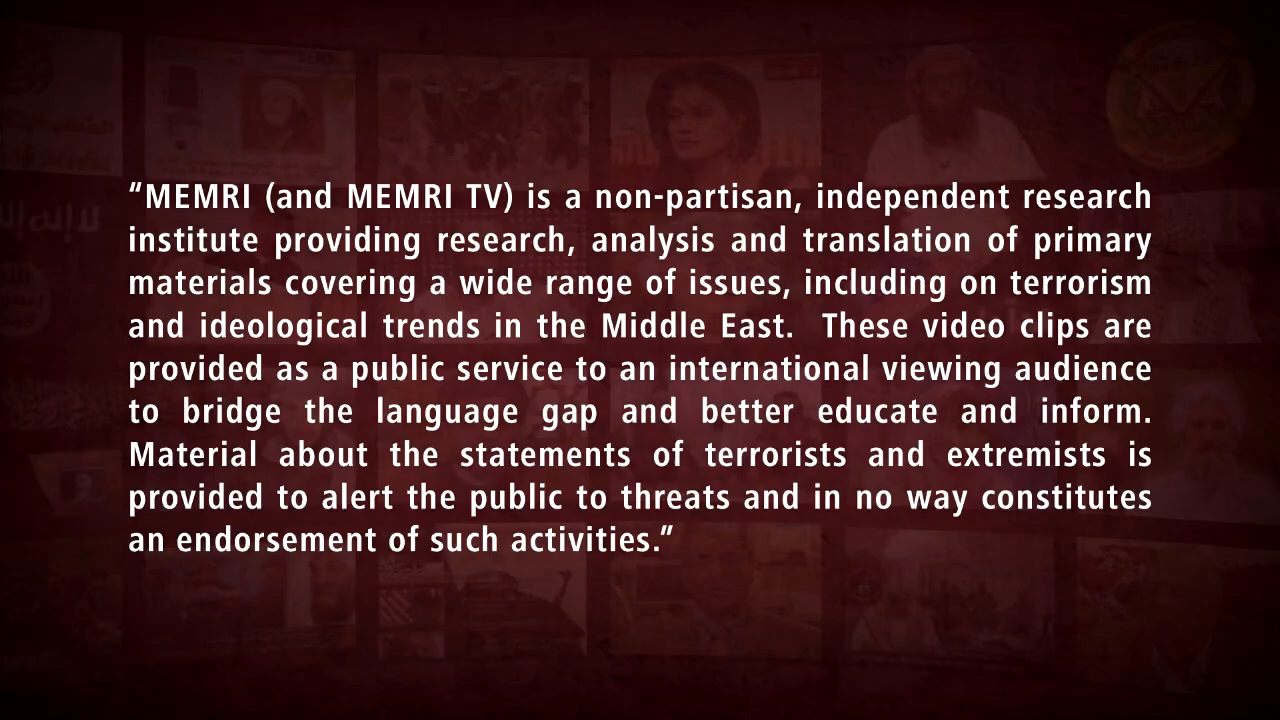 “MEMRI (and MEMRI TV) is a non-partisan, independent research
institute providing research, analysis and translation of primary
materials covering a wide range of issues, including on terrorism
and ideological trends in the Middle East.  These video clips are
provided as a public service to an international viewing audience
to bridge the language gap and better educate and inform.
Material about the statements of terrorists and extremists is
provided to alert the public to threats and in no way constitutes
an endorsement of such activities.”